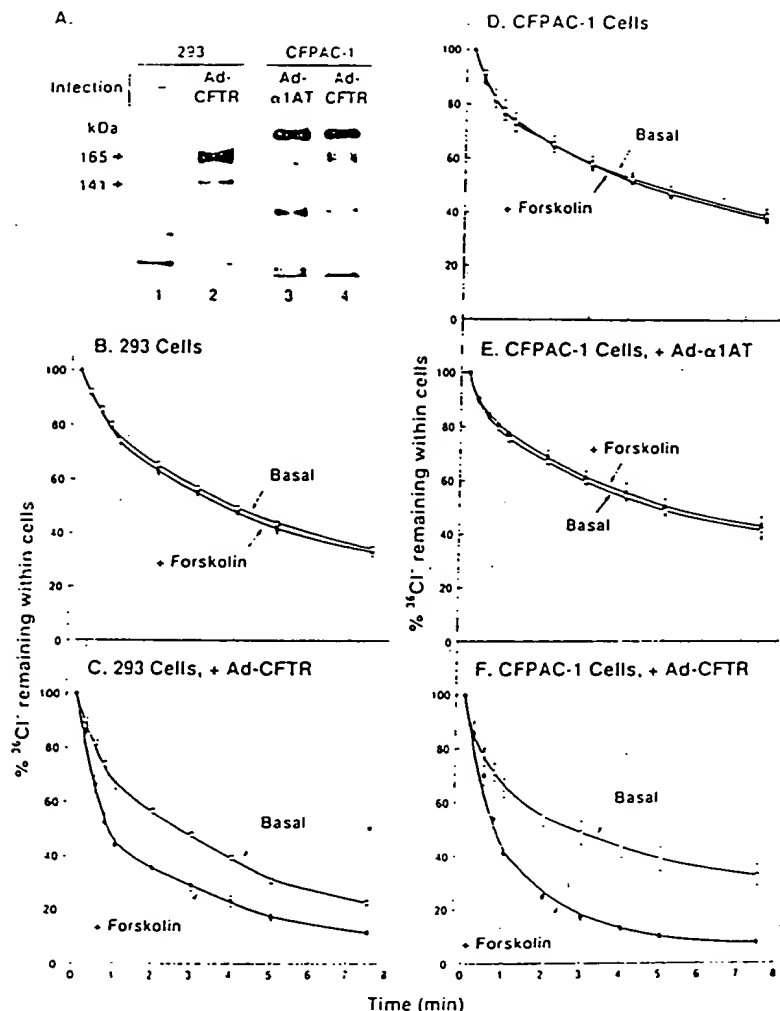 A.
293 CFPAC-1
Infection - Ad-CFTR Ad-α1AT Ad-CFTR
kDa
165
141
1 2 3 4
B. 293 Cells
100
80
60
40
20
0
Basal
+ Forskolin
C. 293 Cells, + Ad-CFTR
100
80
60
40
20
0
Basal
+ Forskolin
0 1 2 3 4 5 6 7 8
% ³⁶Cl⁻ remaining within cells
D. CFPAC-1 Cells
100
80
60
40
20
0
Basal
+ Forskolin
E. CFPAC-1 Cells, + Ad-α1AT
100
80
60
40
20
0
+ Forskolin
Basal
F. CFPAC-1 Cells, + Ad-CFTR
100
80
60
40
20
0
Basal
+ Forskolin
0 1 2 3 4 5 6 7 8
% ³⁶Cl⁻ remaining within cells
Time (min)